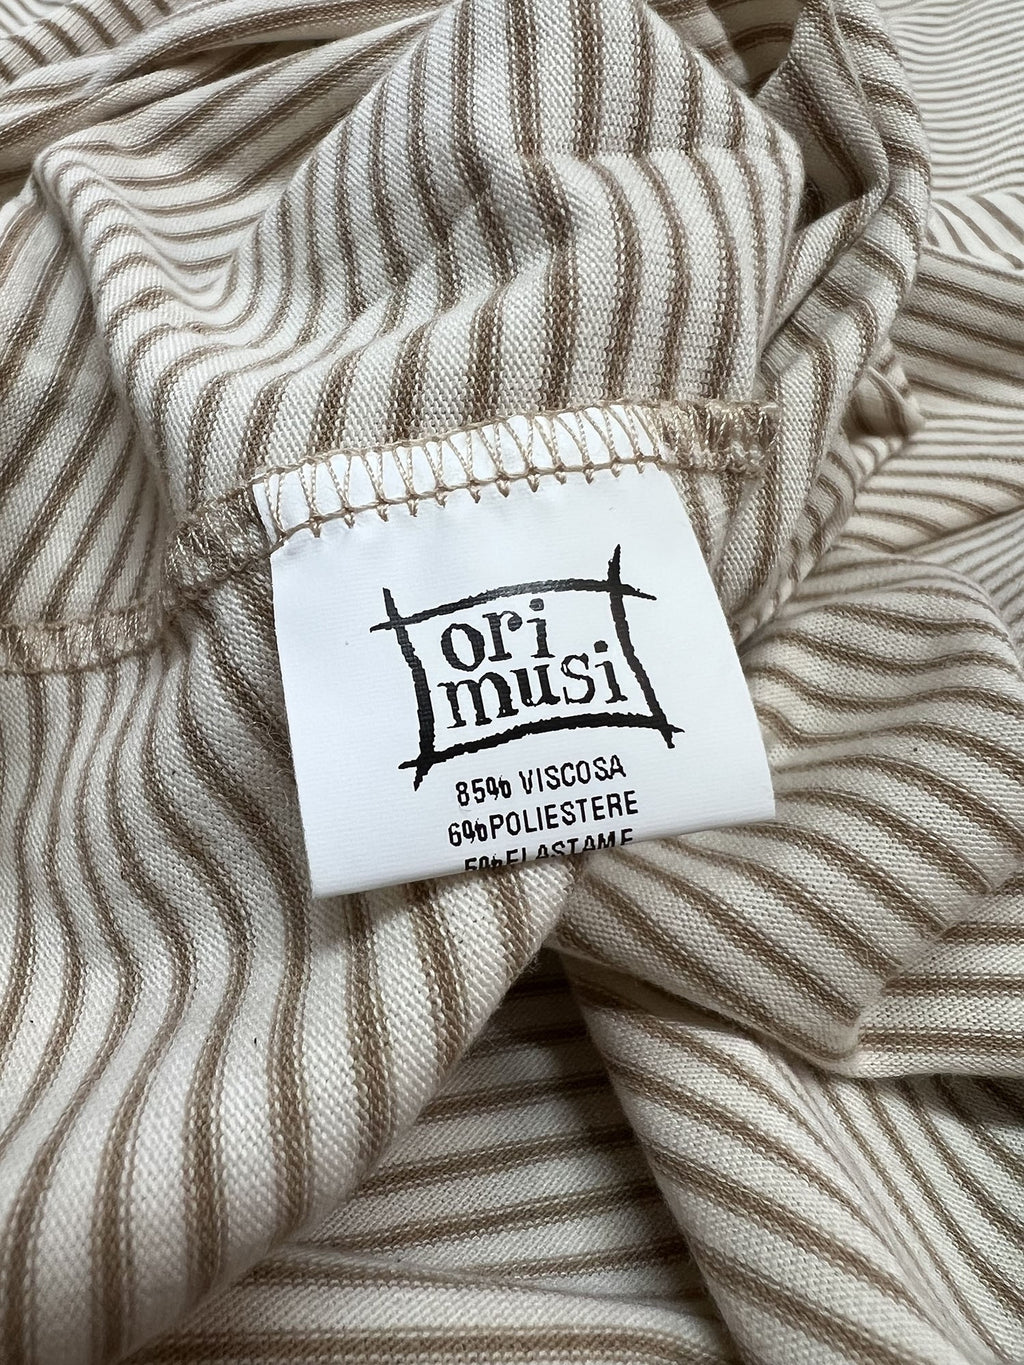 ori
musi
85% VISCOSA
6%POLIESTERE